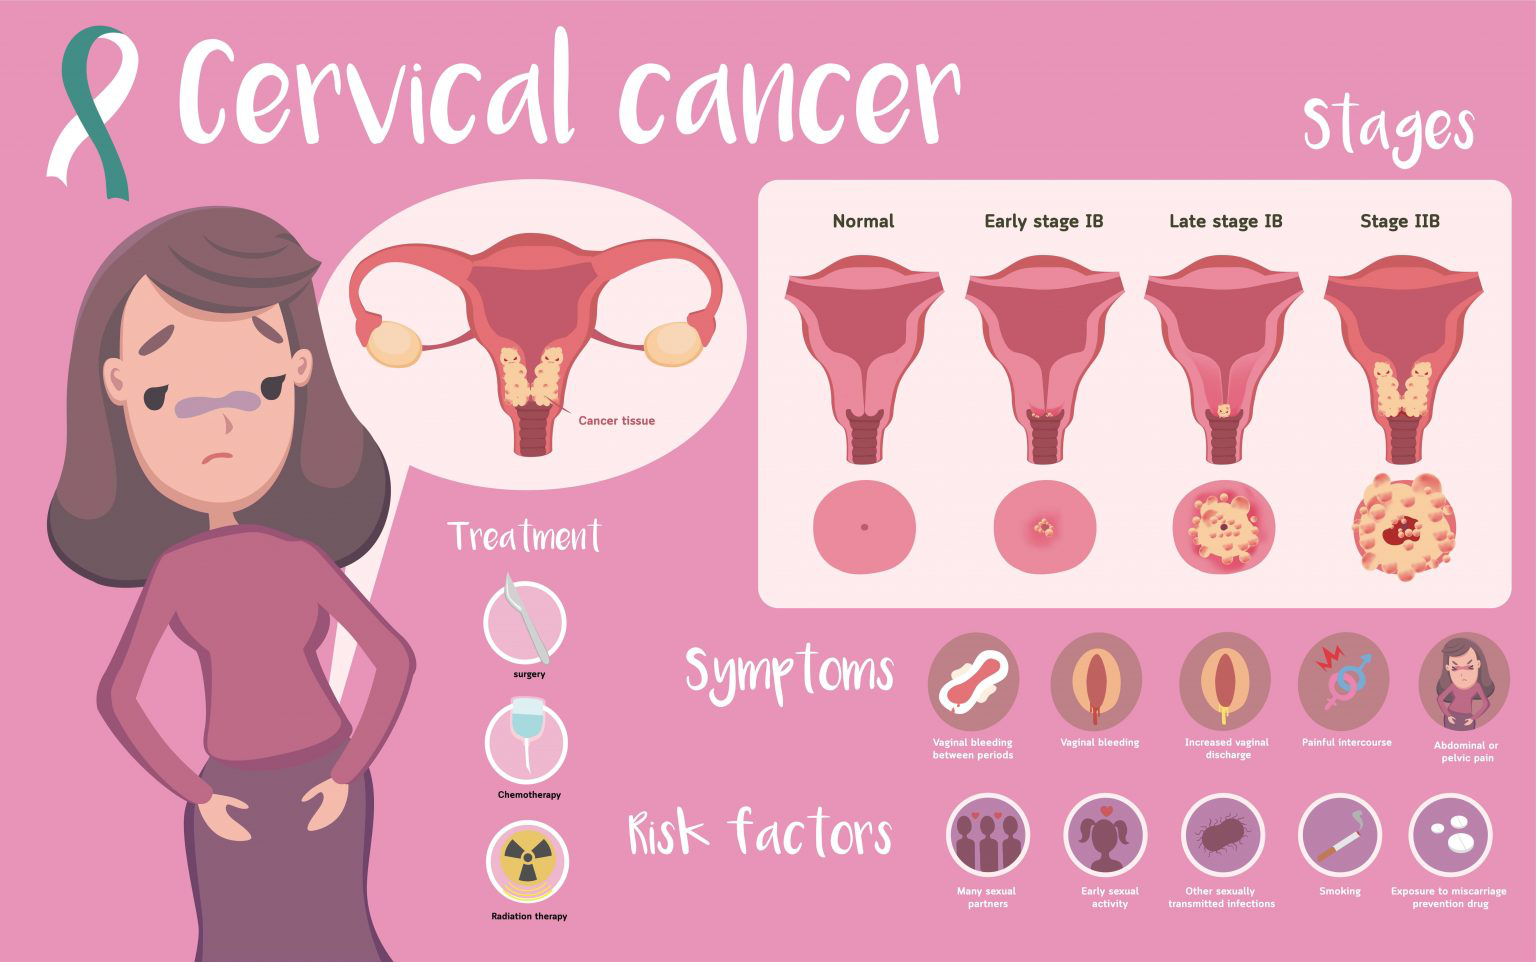 Cervical cancer
Stages
Normal
Early stage IB
Late stage IB
Stage IIB
Cancer tissue
Treatment
surgery
Chemotherapy
Radiation therapy
Symptoms
Vaginal bleeding
between periods
Vaginal bleeding
Increased vaginal
discharge
Painful intercourse
Abdominal or
pelvic pain
Risk factors
Many sexual
partners
Early sexual
activity
Other sexually
transmitted infections
Smoking
Exposure to miscarriage
prevention drug